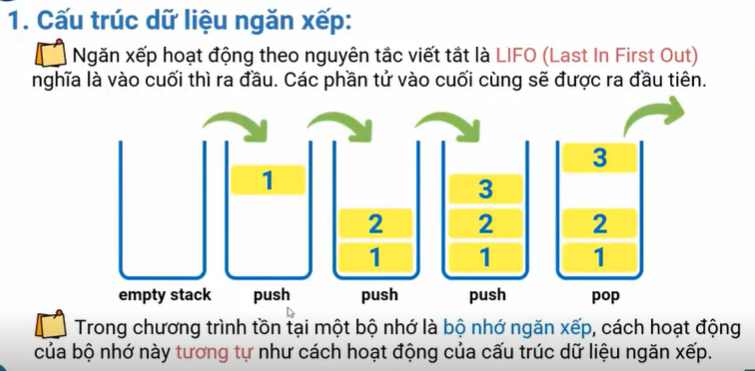 1. Cấu trúc dữ liệu ngăn xếp:
Ngăn xếp hoạt động theo nguyên tắc viết tắt là LIFO (Last In First Out)
nghĩa là vào cuối thì ra đầu. Các phần tử vào cuối cùng sẽ được ra đầu tiên.
1
2
1
3
2
1
3
2
1
empty stack push push push pop
Trong chương trình tồn tại một bộ nhớ là bộ nhớ ngăn xếp, cách hoạt động
của bộ nhớ này tương tự như cách hoạt động của cấu trúc dữ liệu ngăn xếp.